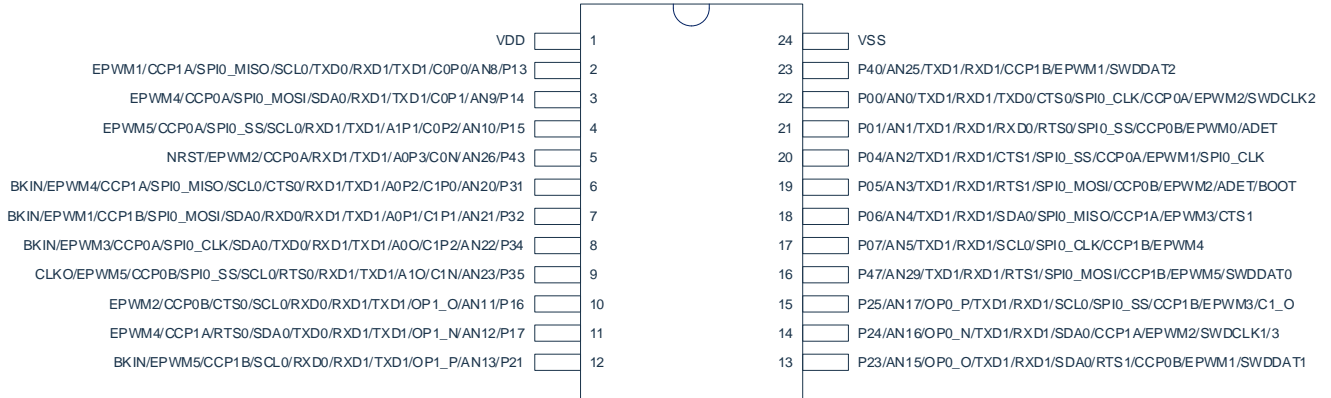 VDD 1 24 VSS
EPWM1/CCP1A/SPI0_MISO/SCL0/TXD0/RXD1/TXD1/C0P0/AN8/P13 2 23 P40/AN25/TXD1/RXD1/CCP1B/EPWM1/SWDDAT2
EPWM4/CCP0A/SPI0_MOSI/SDA0/RXD1/TXD1/C0P1/AN9/P14 3 22 P00/AN0/TXD1/RXD1/TXD0/CTS0/SPI0_CLK/CCP0A/EPWM2/SWDCLK2
EPWM5/CCP0A/SPI0_SS/SCL0/RXD1/TXD1/A1P1/C0P2/AN10/P15 4 21 P01/AN1/TXD1/RXD1/RXD0/RTS0/SPI0_SS/CCP0B/EPWM0/ADET
NRST/EPWM2/CCP0A/RXD1/TXD1/A0P3/C0N/AN26/P43 5 20 P04/AN2/TXD1/RXD1/CTS1/SPI0_SS/CCP0A/EPWM1/SPI0_CLK
BKIN/EPWM4/CCP1A/SPI0_MISO/SCL0/CTS0/RXD1/TXD1/A0P2/C1P0/AN20/P31 6 19 P05/AN3/TXD1/RXD1/RTS1/SPI0_MOSI/CCP0B/EPWM2/ADET/BOOT
BKIN/EPWM1/CCP1B/SPI0_MOSI/SDA0/RXD0/RXD1/TXD1/A0P1/C1P1/AN21/P32 7 18 P06/AN4/TXD1/RXD1/SDA0/SPI0_MISO/CCP1A/EPWM3/CTS1
BKIN/EPWM3/CCP0A/SPI0_CLK/SDA0/TXD0/RXD1/TXD1/A0O/C1P2/AN22/P34 8 17 P07/AN5/TXD1/RXD1/SCL0/SPI0_CLK/CCP1B/EPWM4
CLKO/EPWM5/CCP0B/SPI0_SS/SCL0/RTS0/RXD1/TXD1/A1O/C1N/AN23/P35 9 16 P47/AN29/TXD1/RXD1/RTS1/SPI0_MOSI/CCP1B/EPWM5/SWDDAT0
EPWM2/CCP0B/CTS0/SCL0/RXD0/RXD1/TXD1/OP1_O/AN11/P16 10 15 P25/AN17/OP0_P/TXD1/RXD1/SCL0/SPI0_SS/CCP1B/EPWM3/C1_O
EPWM4/CCP1A/RTS0/SDA0/TXD0/RXD1/TXD1/OP1_N/AN12/P17 11 14 P24/AN16/OP0_N/TXD1/RXD1/SDA0/CCP1A/EPWM2/SWDCLK1/3
BKIN/EPWM5/CCP1B/SCL0/RXD0/RXD1/TXD1/OP1_P/AN13/P21 12 13 P23/AN15/OP0_O/TXD1/RXD1/SDA0/RTS1/CCP0B/EPWM1/SWDDAT1